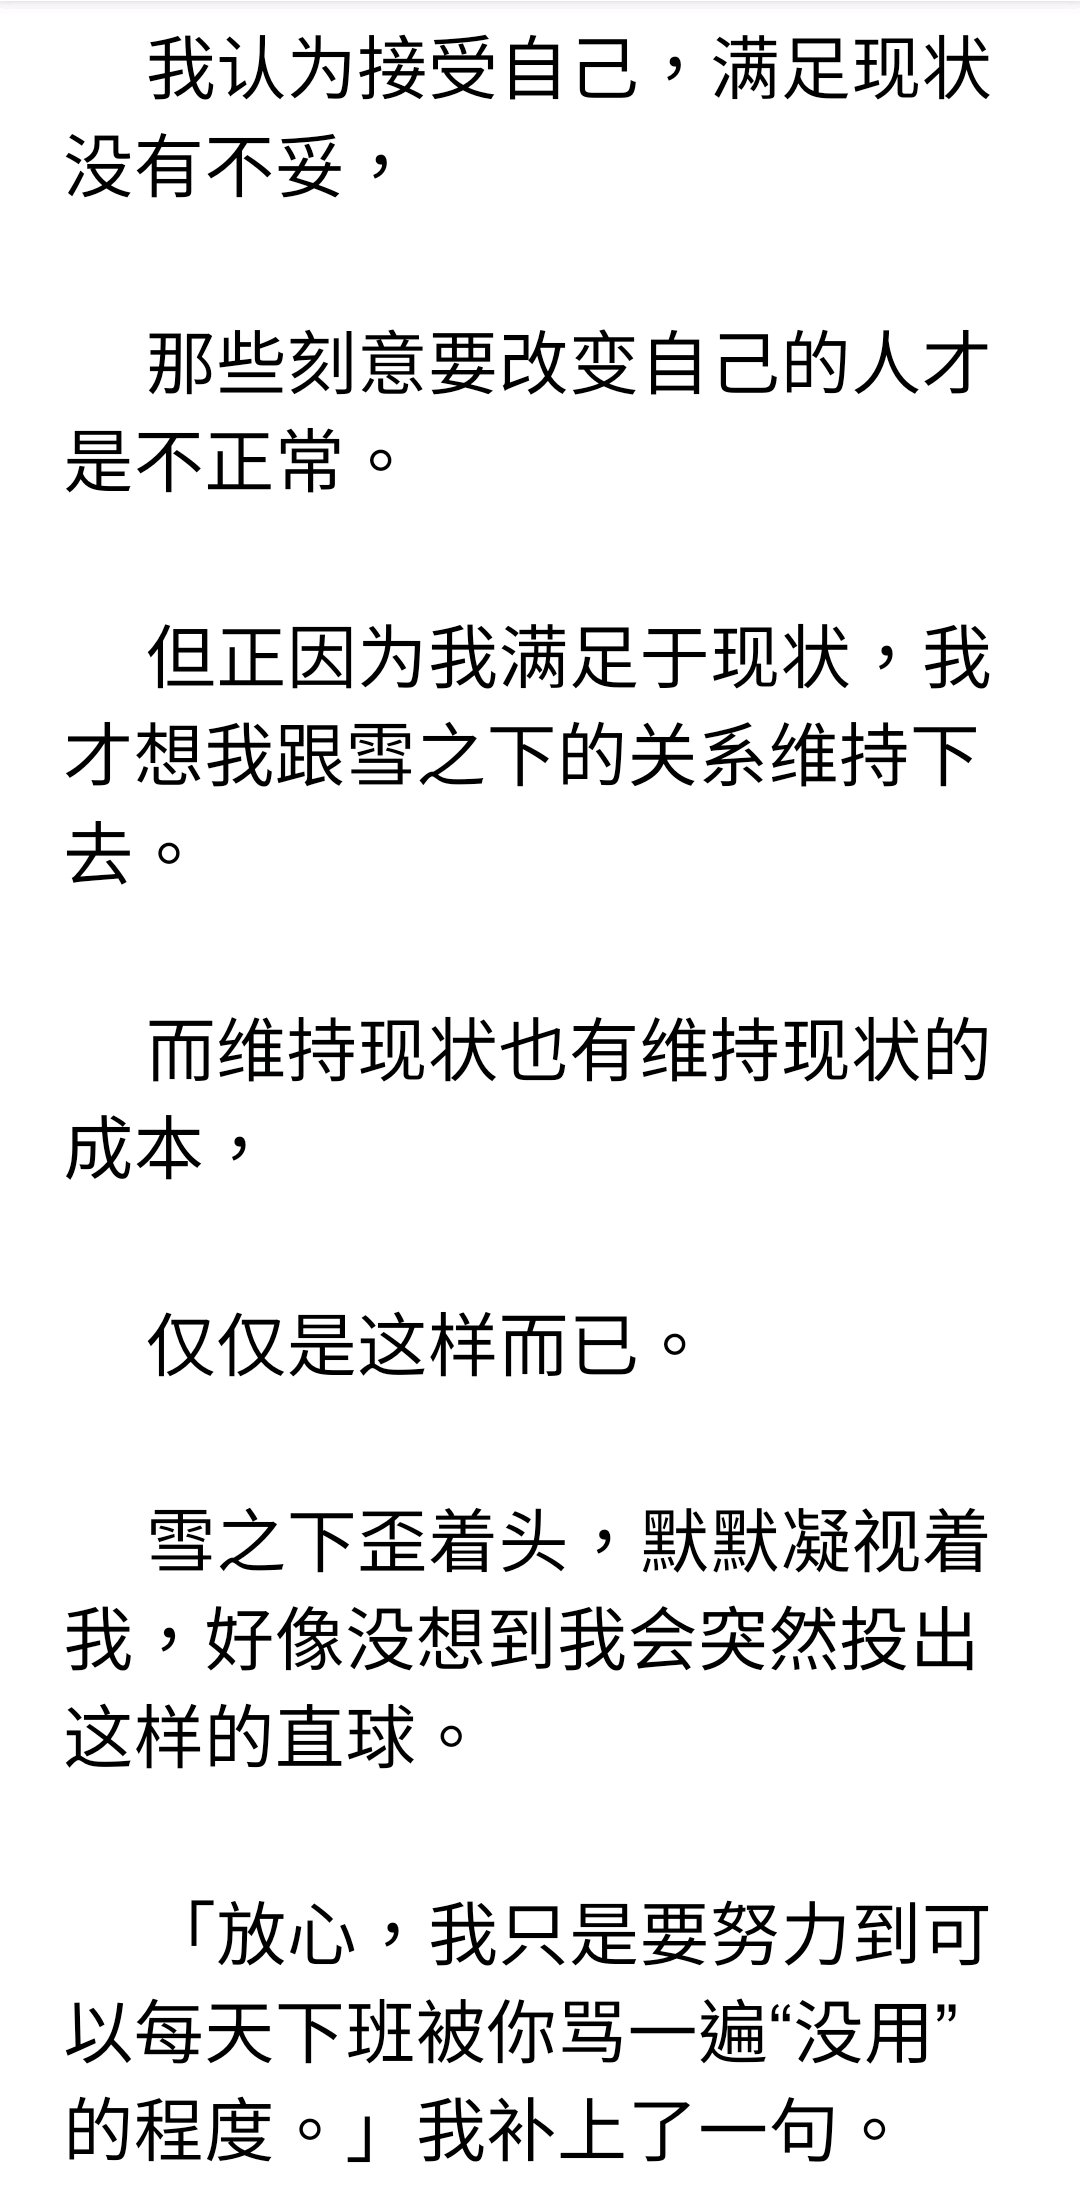 我认为接受自己，满足现状
没有不妥，
那些刻意要改变自己的人才
是不正常。
但正因为我满足于现状，我
才想我跟雪之下的关系维持下
去。
而维持现状也有维持现状的
成本，
仅仅是这样而已。
雪之下歪着头，默默凝视着
我，好像没想到我会突然投出
这样的直球。
「放心，我只是要努力到可
以每天下班被你骂一遍“没用”
的程度。」我补上了一句。